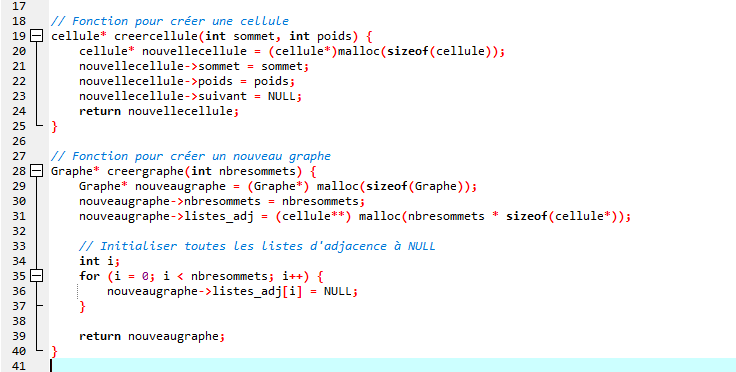 17
18 // Fonction pour créer une cellule
19 cellule* creercellule(int sommet, int poids) {
20 cellule* nouvellecellule = (cellule*)malloc(sizeof(cellule));
21 nouvellecellule->sommet = sommet;
22 nouvellecellule->poids = poids;
23 nouvellecellule->suivant = NULL;
24 return nouvellecellule;
25 }
26
27 // Fonction pour créer un nouveau graphe
28 Graphe* creergraphe(int nbresommets) {
29 Graphe* nouveaugraphe = (Graphe*) malloc(sizeof(Graphe));
30 nouveaugraphe->nbresommets = nbresommets;
31 nouveaugraphe->listes_adj = (cellule**) malloc(nbresommets * sizeof(cellule*));
32
33 // Initialiser toutes les listes d'adjacence à NULL
34 int i;
35 for (i = 0; i < nbresommets; i++) {
36 nouveaugraphe->listes_adj[i] = NULL;
37 }
38
39 return nouveaugraphe;
40 }
41